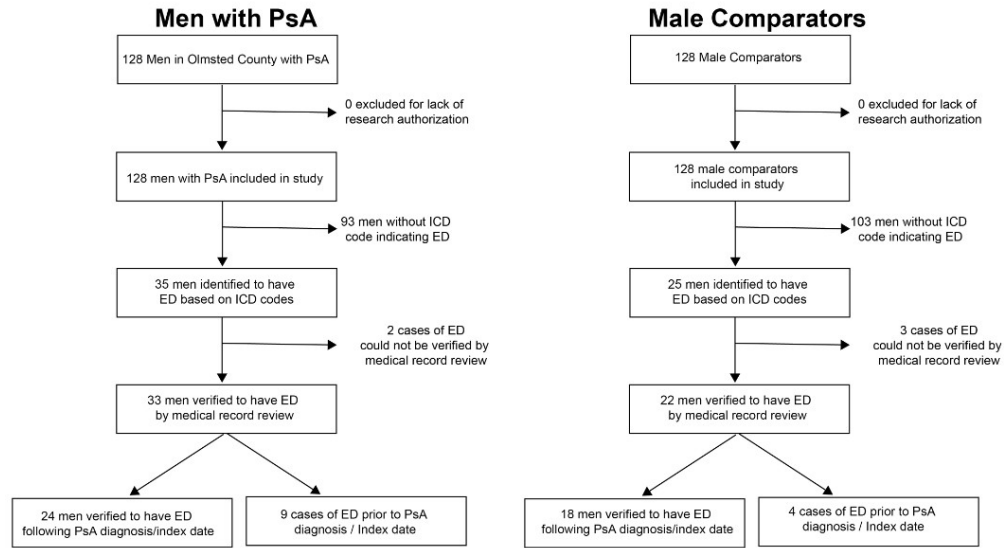 Men with PsA
128 Men in Olmsted County with PsA
0 excluded for lack of
research authorization
128 men with PsA included in study
93 men without ICD
code indicating ED
35 men identified to have
ED based on ICD codes
2 cases of ED
could not be verified by
medical record review
33 men verified to have ED
by medical record review
24 men verified to have ED
following PsA diagnosis/index date
9 cases of ED prior to PsA
diagnosis / Index date
Male Comparators
128 Male Comparators
0 excluded for lack of
research authorization
128 male comparators
included in study
103 men without ICD
code indicating ED
25 men identified to have
ED based on ICD codes
3 cases of ED
could not be verified by
medical record review
22 men verified to have ED
by medical record review
18 men verified to have ED
following PsA diagnosis/index date
4 cases of ED prior to PsA
diagnosis / Index date